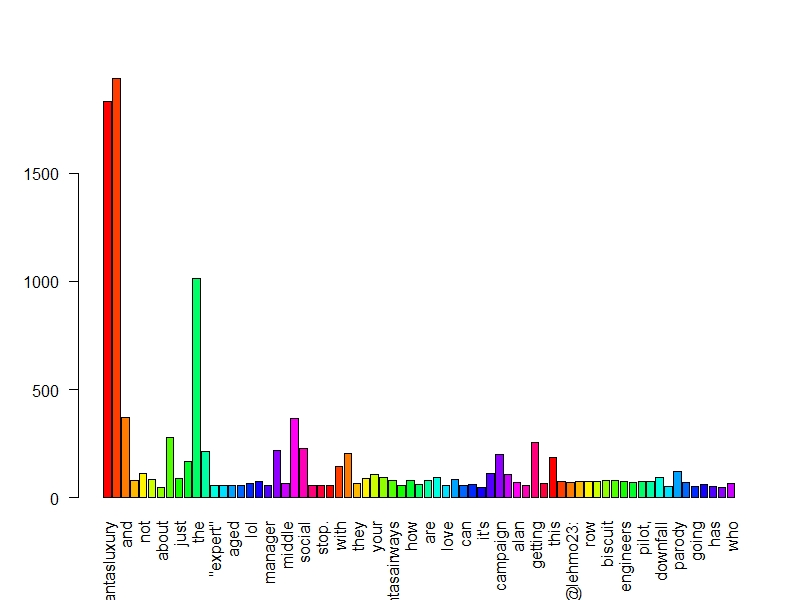 1500
1000
500
0
antasluxury
and
not
about
just
the
"expert"
aged
lol
manager
middle
social
stop.
with
they
your
ntasairways
how
are
love
can
it's
campaign
alan
getting
this
@lehmo23:
row
biscuit
engineers
pilot,
downfall
parody
going
has
who